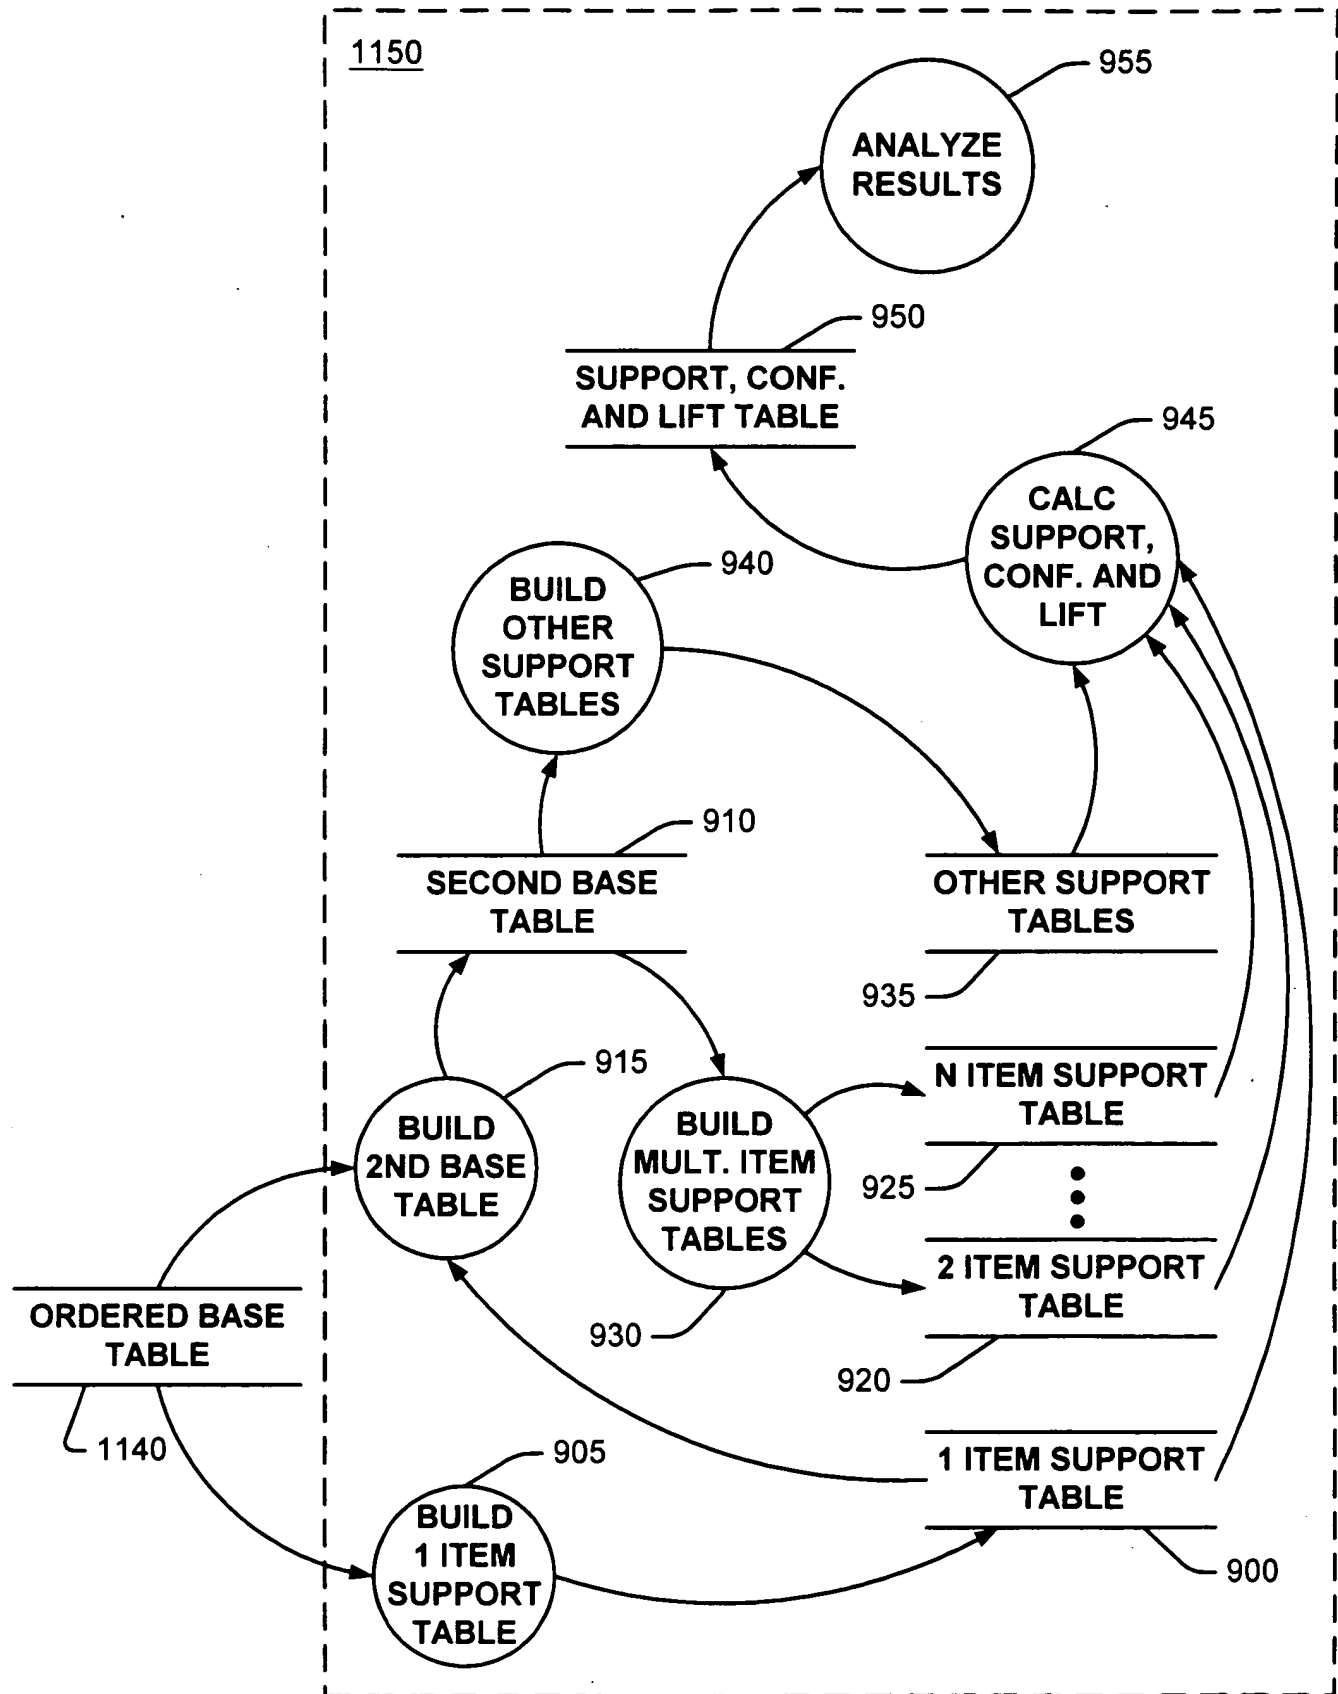 1150
955
ANALYZE
RESULTS
950
SUPPORT, CONF.
AND LIFT TABLE
945
CALC
SUPPORT,
CONF. AND
LIFT
940
BUILD
OTHER
SUPPORT
TABLES
910
SECOND BASE
TABLE
OTHER SUPPORT
TABLES
935
915
BUILD
2ND BASE
TABLE
BUILD
MULT. ITEM
SUPPORT
TABLES
930
N ITEM SUPPORT
TABLE
925
2 ITEM SUPPORT
TABLE
920
ORDERED BASE
TABLE
1140
905
BUILD
1 ITEM
SUPPORT
TABLE
1 ITEM SUPPORT
TABLE
900